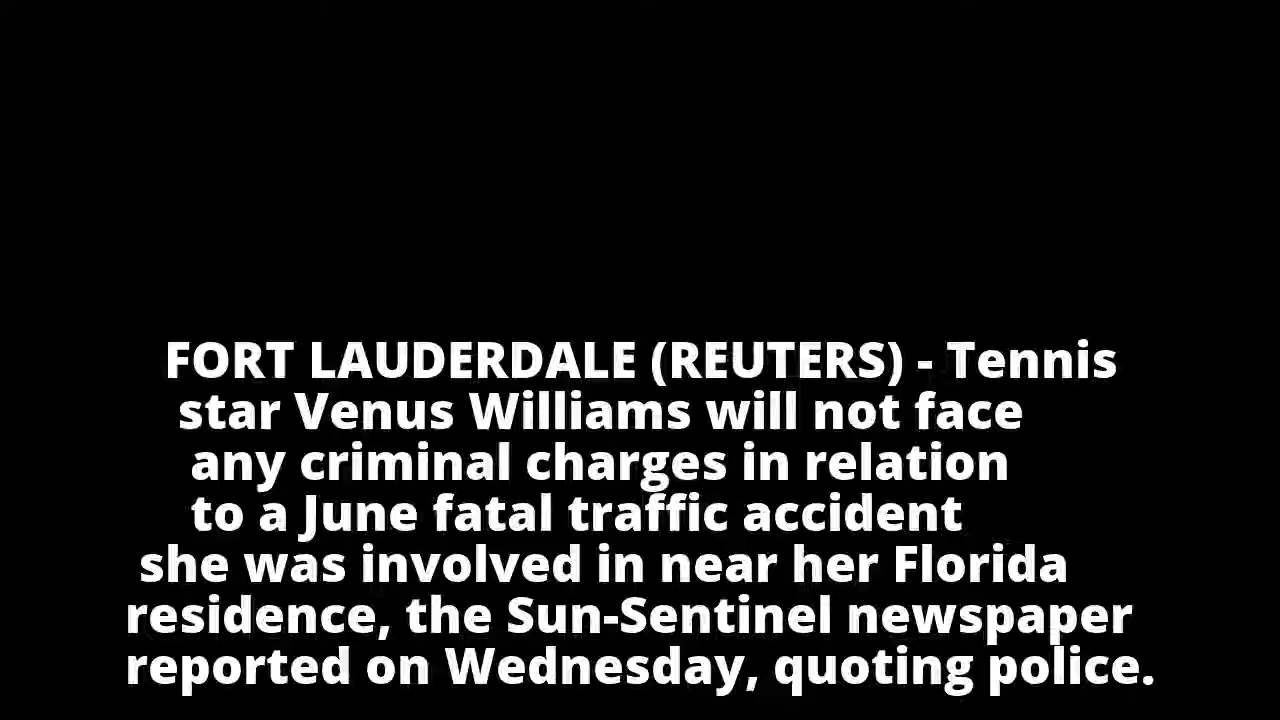 FORT LAUDERDALE (REUTERS) - Tennis
star Venus Williams will not face
any criminal charges in relation
to a June fatal traffic accident
she was involved in near her Florida
residence, the Sun-Sentinel newspaper
reported on Wednesday, quoting police.